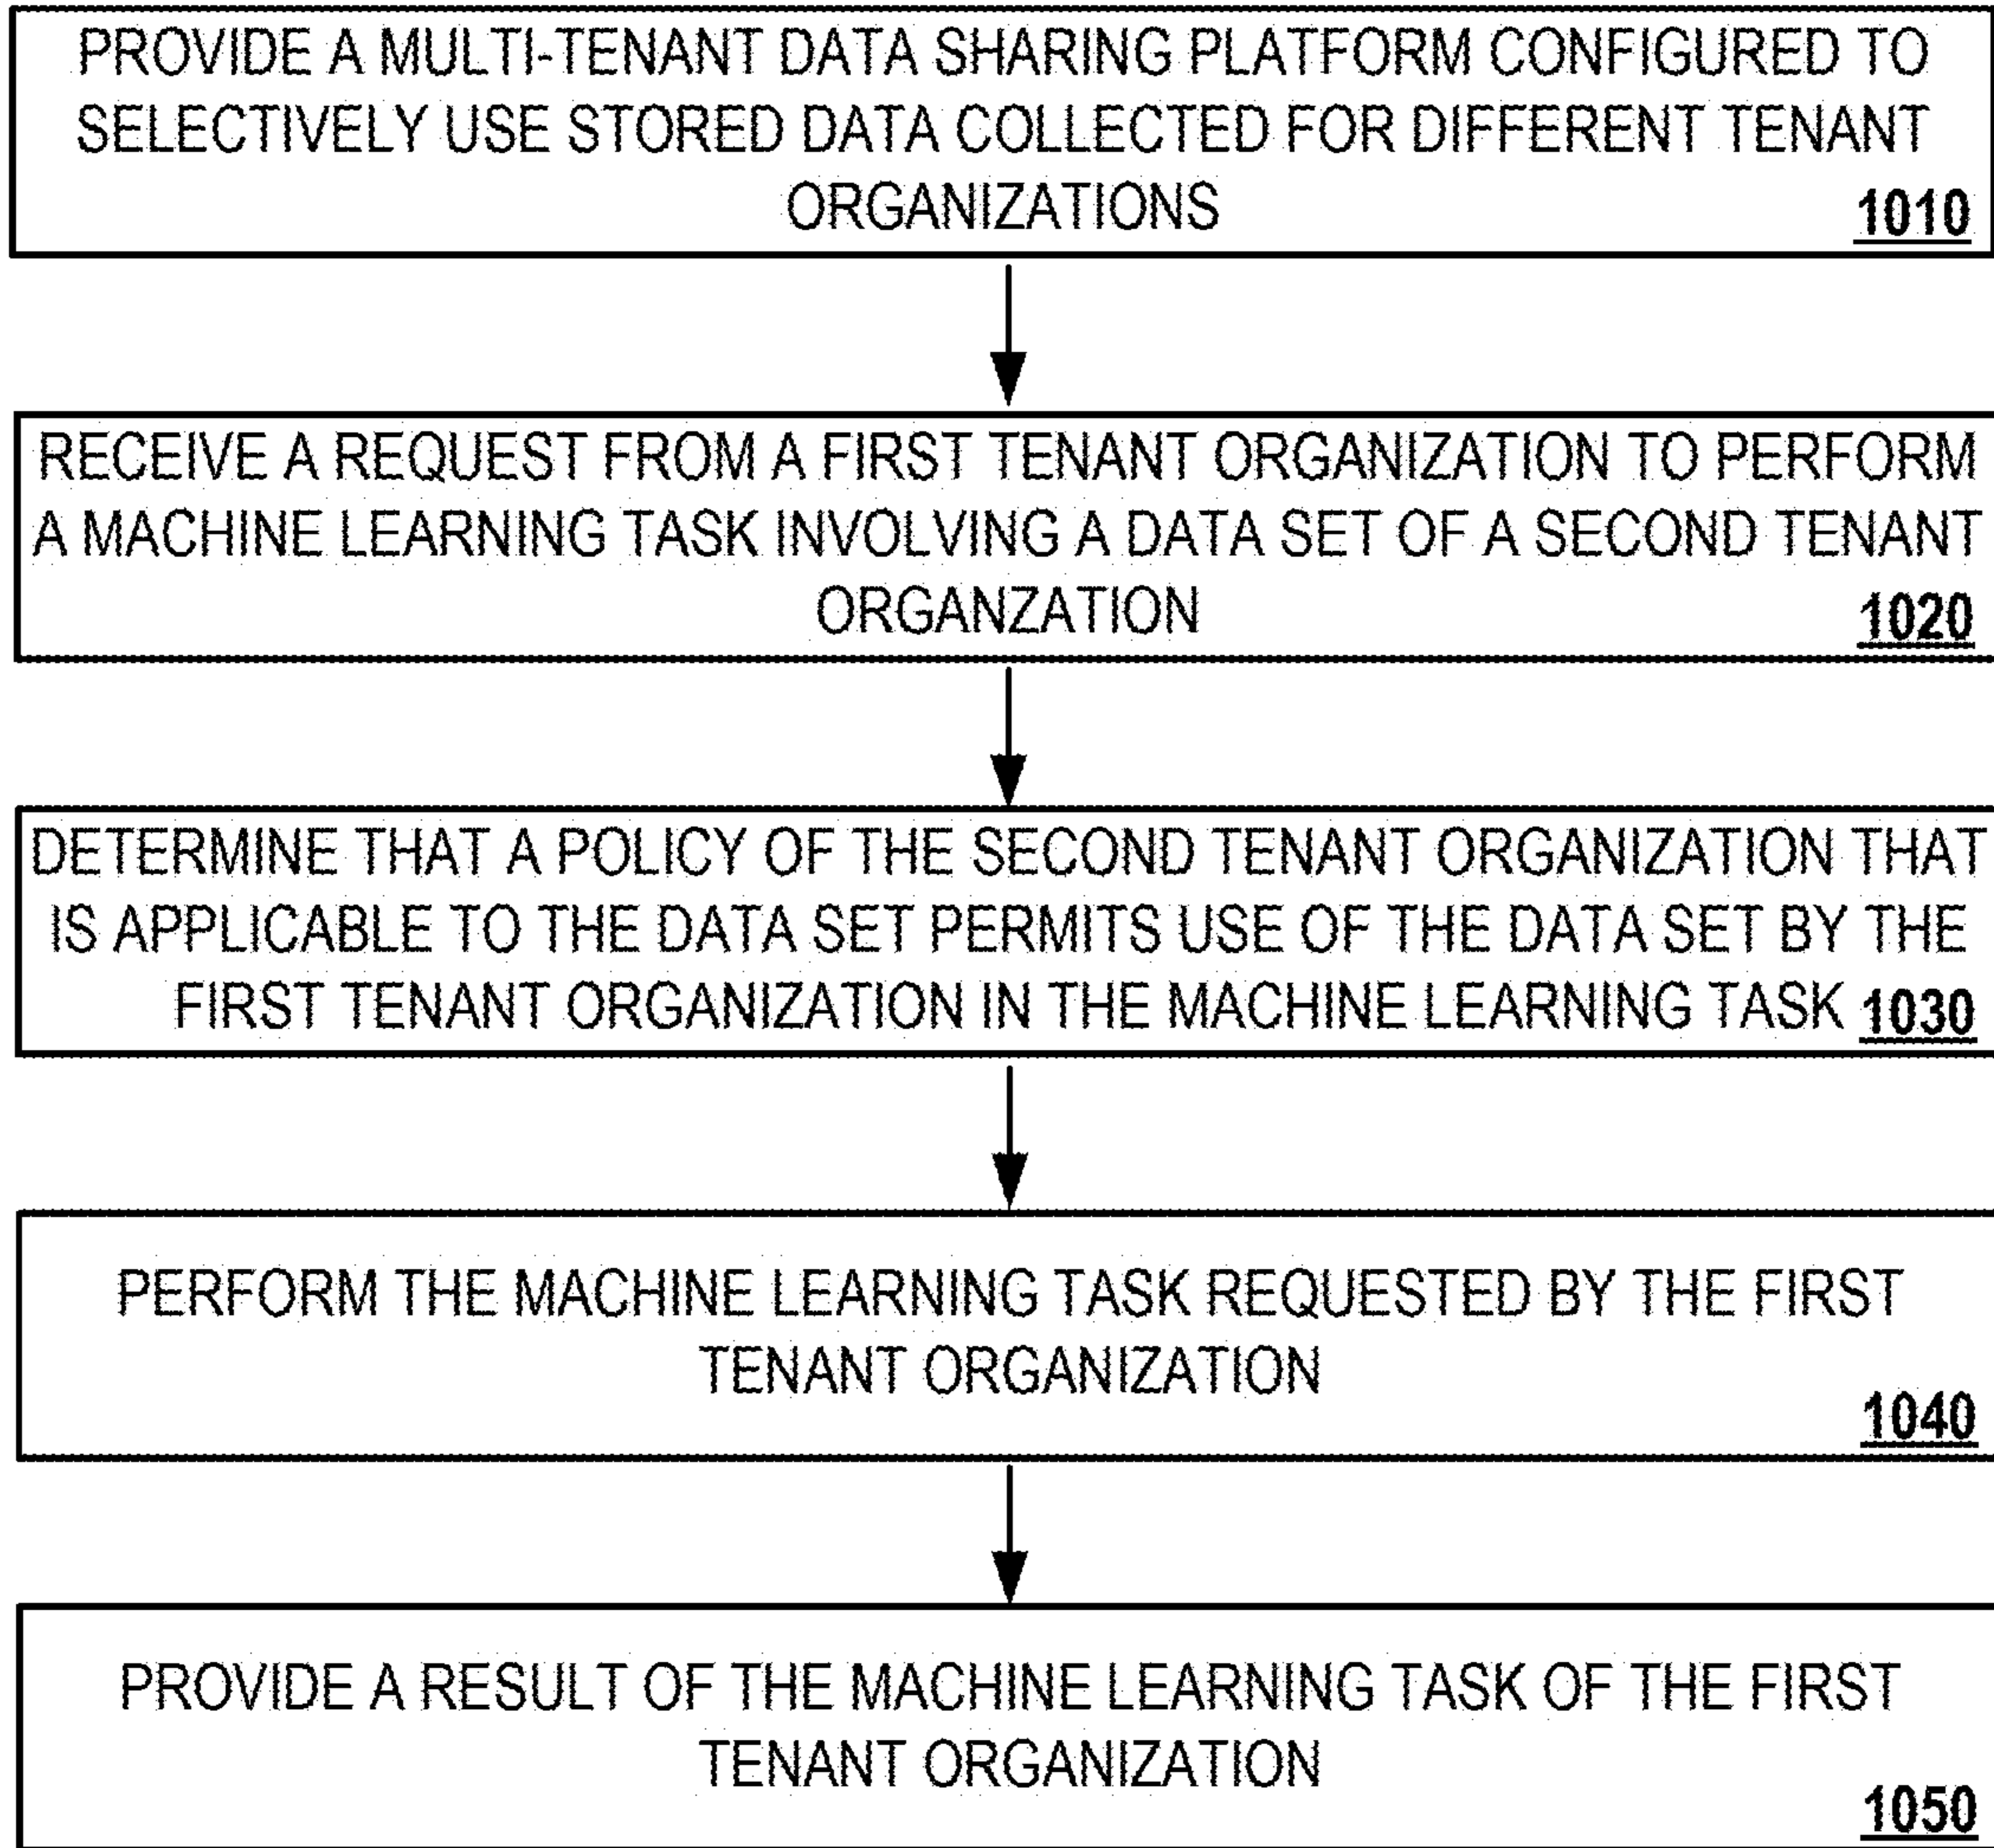 PROVIDE A MULTI-TENANT DATA SHARING PLATFORM CONFIGURED TO
SELECTIVELY USE STORED DATA COLLECTED FOR DIFFERENT TENANT
ORGANIZATIONS
1010
RECEIVE A REQUEST FROM A FIRST TENANT ORGANIZATION TO PERFORM
A MACHINE LEARNING TASK INVOLVING A DATA SET OF A SECOND TENANT
ORGANZATION
1020
DETERMINE THAT A POLICY OF THE SECOND TENANT ORGANIZATION THAT
IS APPLICABLE TO THE DATA SET PERMITS USE OF THE DATA SET BY THE
FIRST TENANT ORGANIZATION IN THE MACHINE LEARNING TASK 1030
PERFORM THE MACHINE LEARNING TASK REQUESTED BY THE FIRST
TENANT ORGANIZATION
1040
PROVIDE A RESULT OF THE MACHINE LEARNING TASK OF THE FIRST
TENANT ORGANIZATION
1050